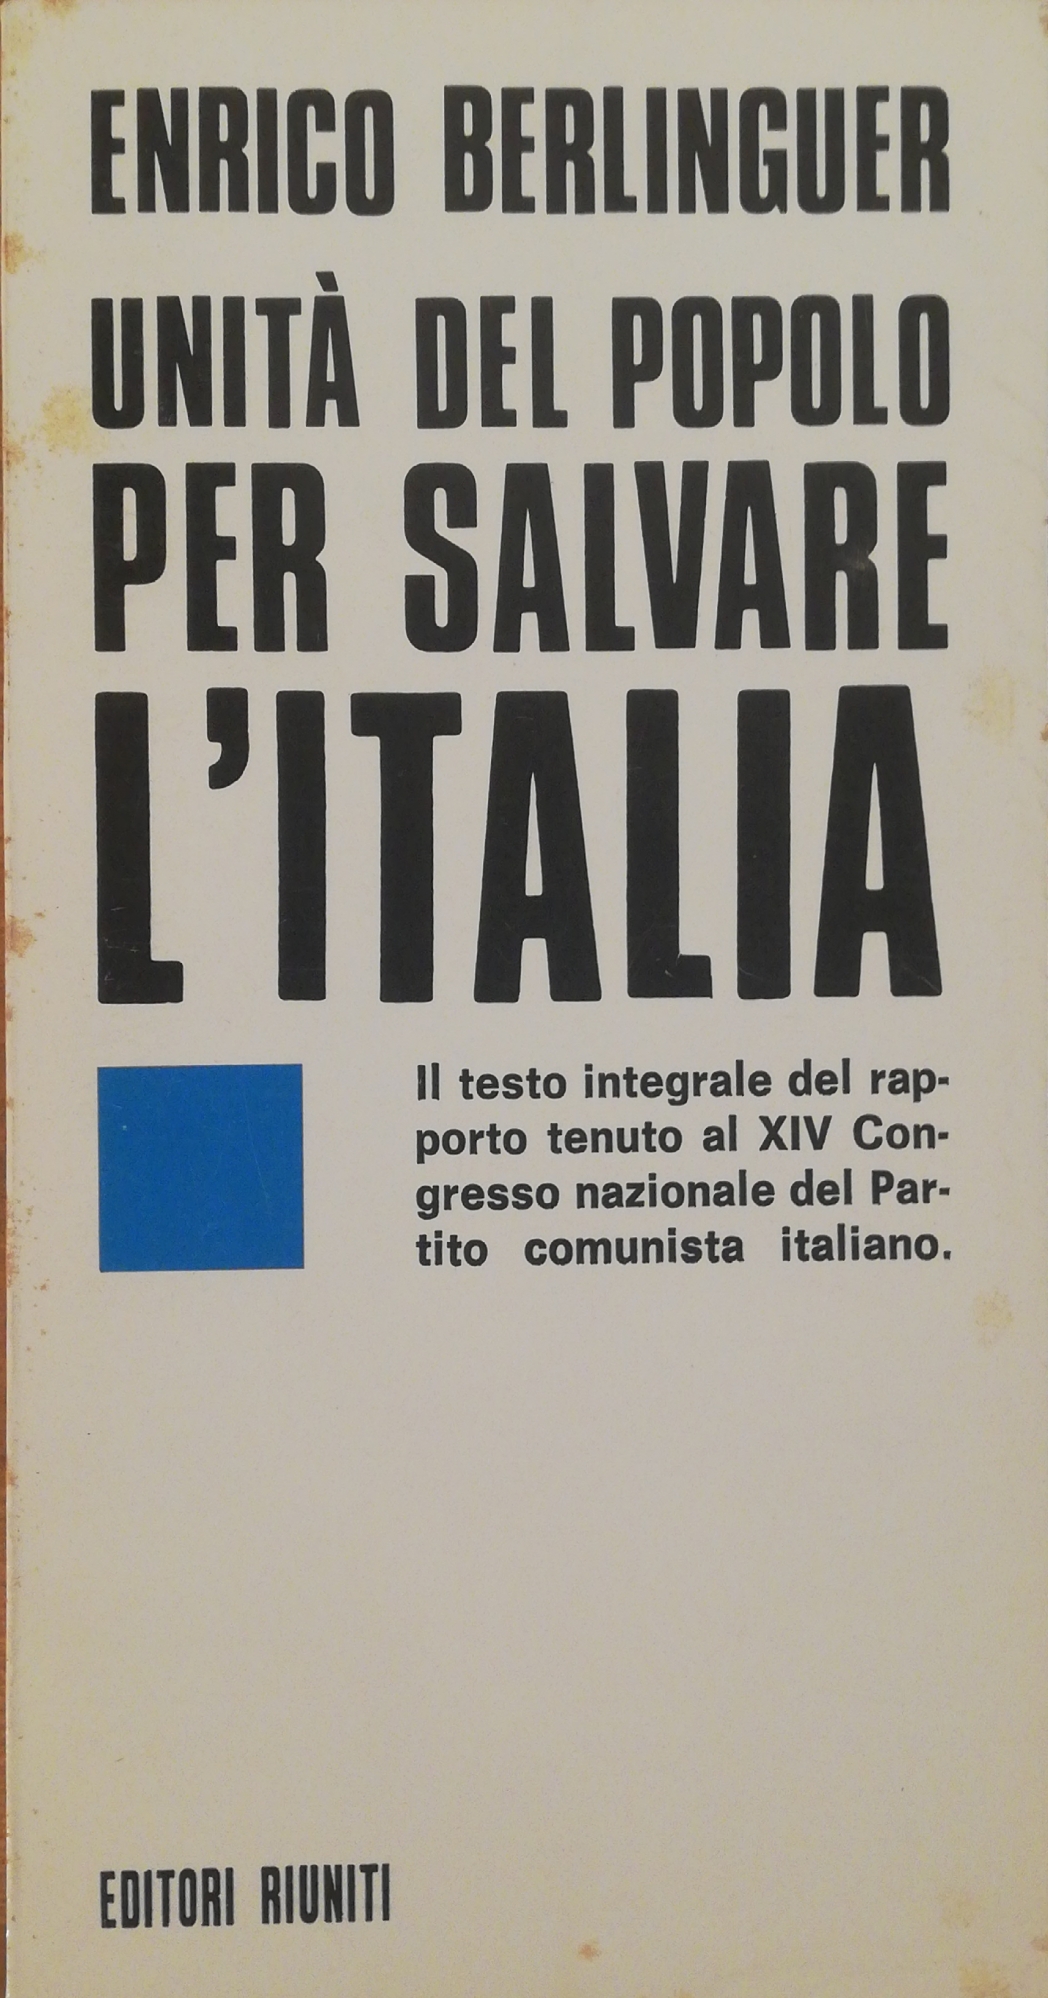 ENRICO BERLINGUER
UNITÀ DEL POPOLO
PER SALVARE
L'ITALIA
Il testo integrale del rap-
porto tenuto al XIV Con-
gresso nazionale del Par-
tito comunista italiano.
EDITORI RIUNITI